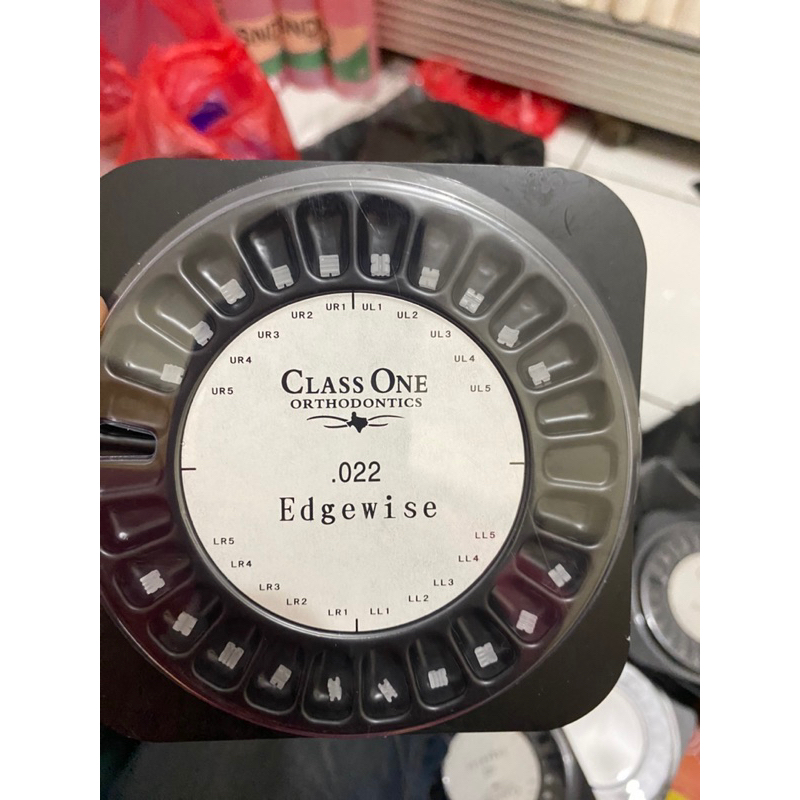 UR2 UR1 UL1 UL2
UR3 UL3
UR4 UL4
UR5 UL5
CLASS ONE
ORTHODONTICS
.022
Edgewise
LR5 LL5
LR4 LL4
LR3 LL3
LR2 LL2
LR1 LL1